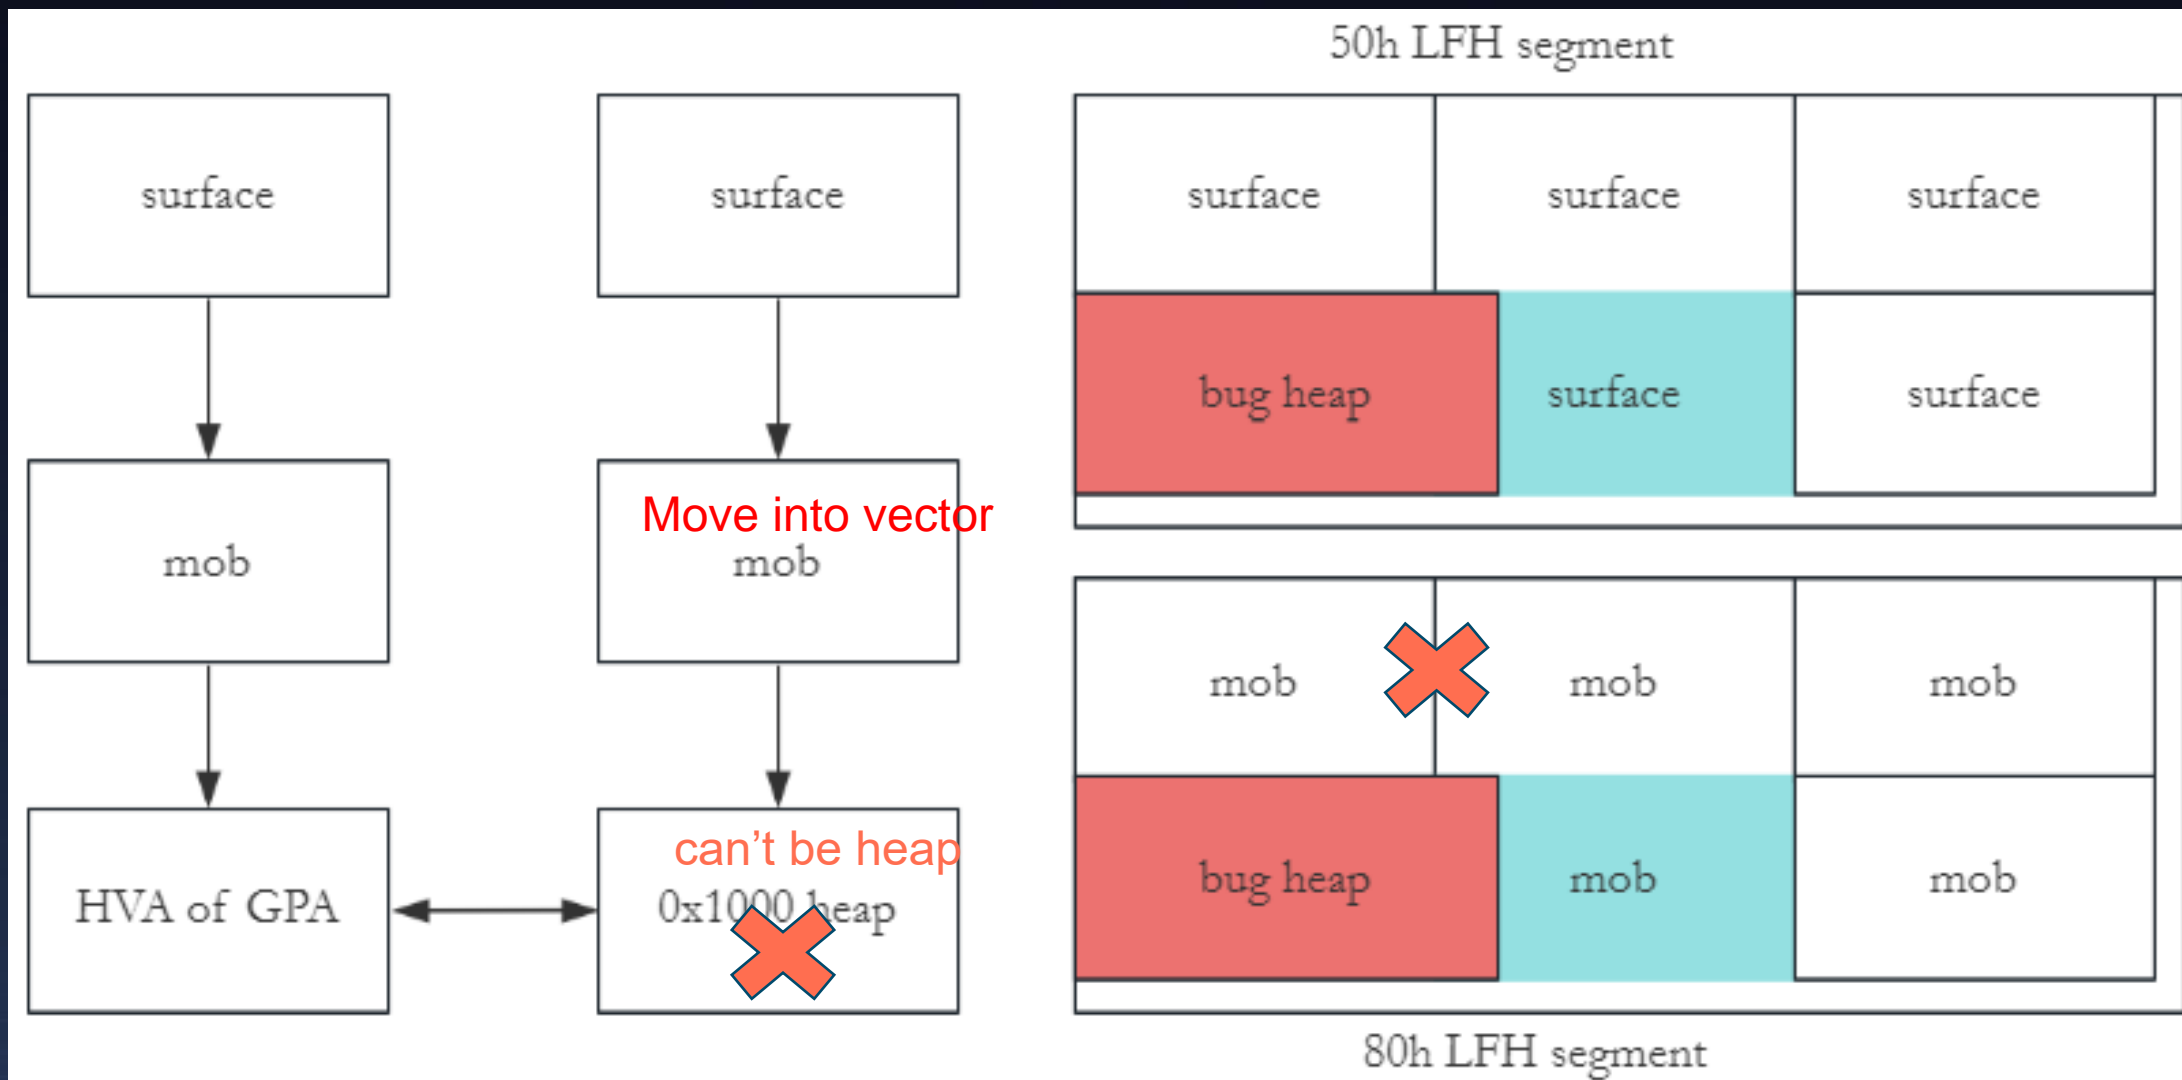 50h LFH segment
surface
surface
surface
surface
surface
bug heap
surface
surface
Move into vector
mob
mob
mob
mob
mob
can't be heap
HVA of GPA
0x1000 heap
bug heap
mob
mob
80h LFH segment